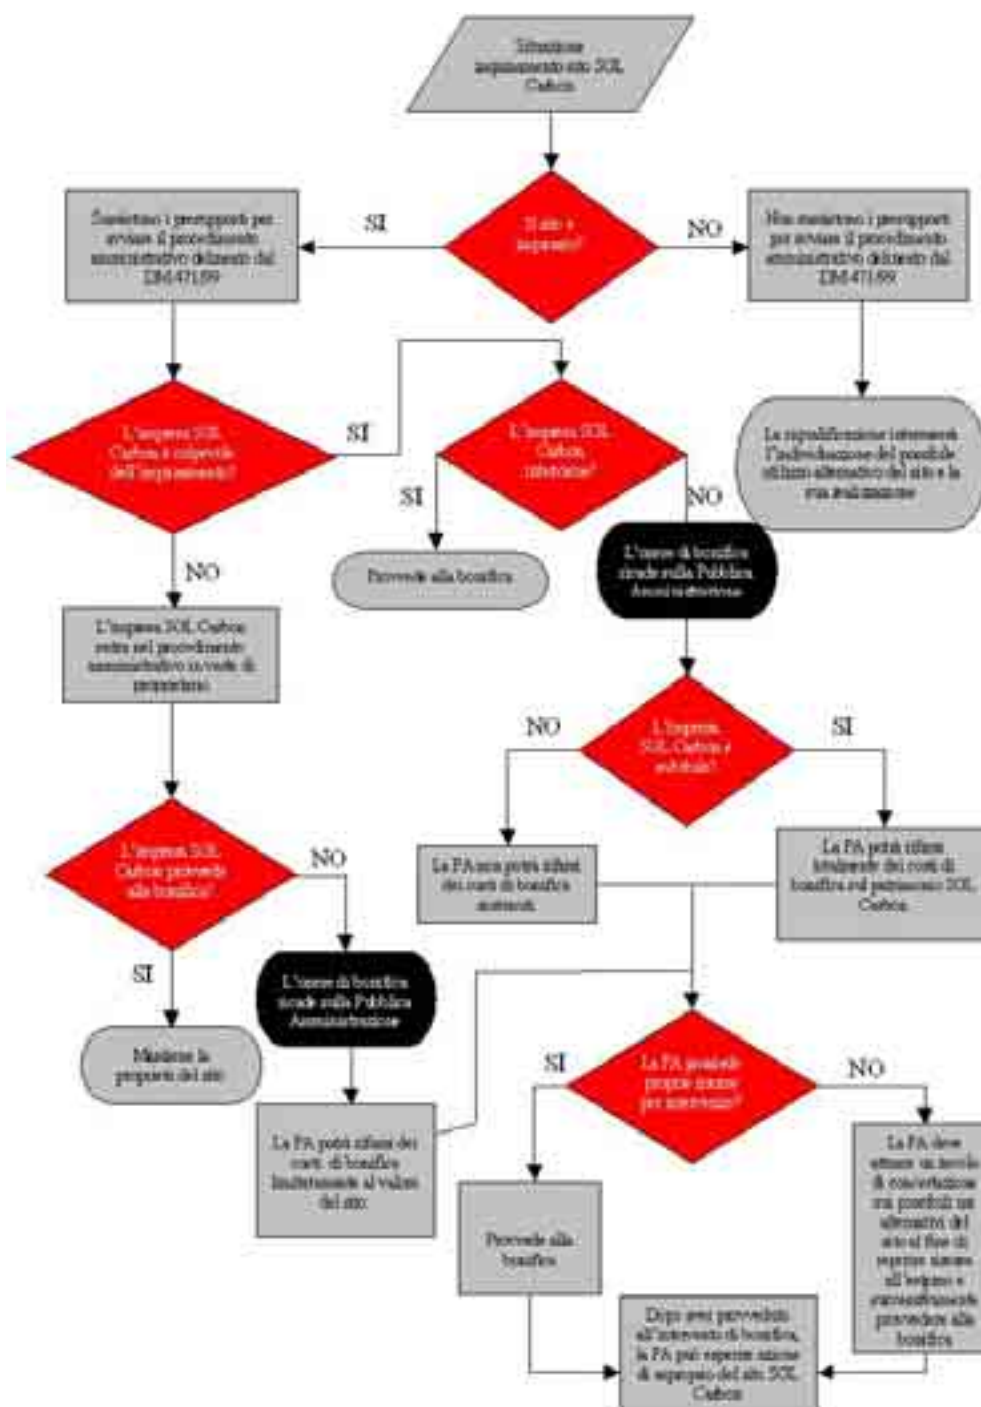 Situazione
inquinamento sito SOL
Carbon
Il sito è
inquinato?
SI
NO
Sussistono i presupposti per
avviare il procedimento
amministrativo delineato dal
DM 471/99
Non sussistono i presupposti
per avviare il procedimento
amministrativo delineato dal
DM 471/99
L'impresa SOL
Carbon è colpevole
dell'inquinamento?
SI
L'impresa SOL
Carbon
La riqualificazione interesserà
l'individuazione del possibile
utilizzo alternativo del sito e la
sua realizzazione
SI
NO
Provvede alla bonifica
L'onere di bonifica
ricade sulla Pubblica
Amministrazione
NO
L'impresa SOL Carbon
entra nel procedimento
amministrativo in veste di
proprietario
NO
L'impresa
SOL Carbon è
solvibile?
SI
L'impresa SOL
Carbon provvede
alla bonifica?
NO
La PA non potrà rifarsi
dei costi di bonifica
sostenuti
La PA potrà rifarsi
totalmente dei costi di
bonifica sul patrimonio SOL
Carbon
SI
L'onere di bonifica
ricade sulla Pubblica
Amministrazione
Mantiene la
proprietà del sito
SI
La PA possiede
proprie risorse
per intervenire?
NO
La PA potrà rifarsi dei
costi di bonifica
limitatamente al valore
del sito
Provvede alla
bonifica
La PA deve
attuare un tavolo
di concertazione
sui possibili usi
alternativi del
sito al fine di
reperire risorse
all'esterno e
successivamente
provvedere alla
bonifica
Dopo aver provveduto
all'intervento di bonifica,
la PA può esperire azione
di esproprio del sito SOL
Carbon